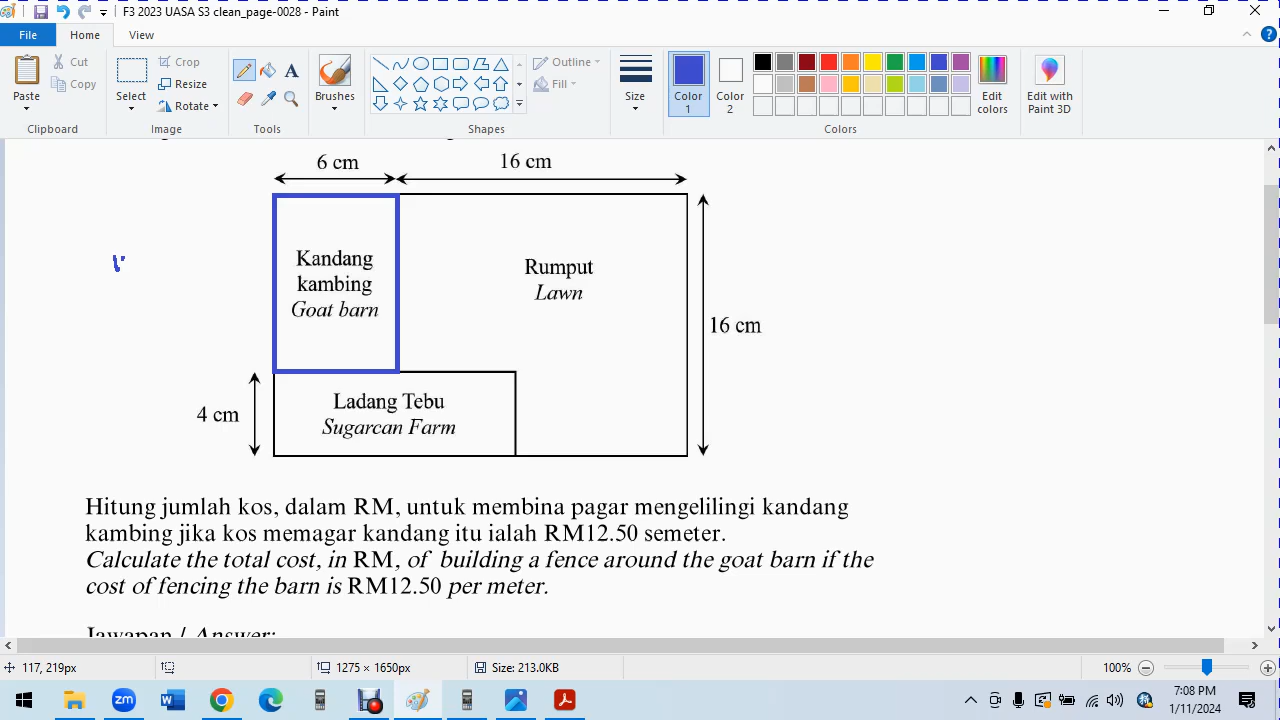 F3 2023 UASA S3 clean_page-0028 - Paint
File Home View
Paste Cut Copy Clipboard
Select Crop Resize Rotate Image
Tools
Brushes
Outline Fill Shapes
Size
Color 1 Color 2 Edit colors Colors
Edit with Paint 3D
6 cm 16 cm
Kandang
kambing
Goat barn
Rumput
Lawn
16 cm
4 cm
Ladang Tebu
Sugarcan Farm
Hitung jumlah kos, dalam RM, untuk membina pagar mengelilingi kandang
kambing jika kos memagar kandang itu ialah RM12.50 semeter.
Calculate the total cost, in RM, of building a fence around the goat barn if the
cost of fencing the barn is RM12.50 per meter.
Jawapan / Answer:
117, 219px 1275 × 1650px Size: 213.0KB 100%
7:08 PM
1/11/2024